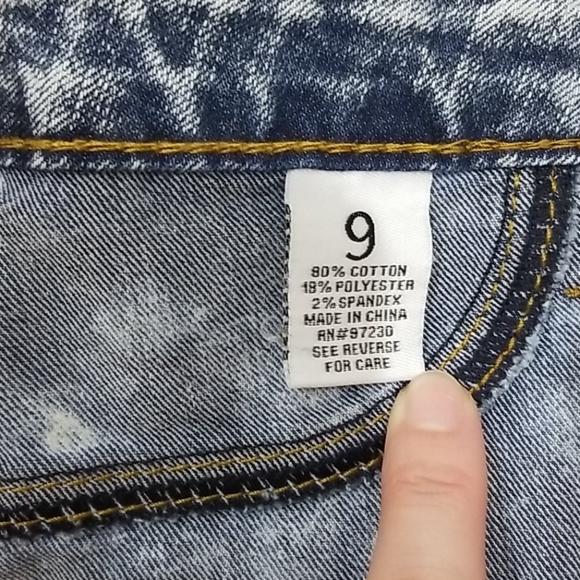 9
80% COTTON
18% POLYESTER
2% SPANDEX
MADE IN CHINA
RN#97230
SEE REVERSE
FOR CARE